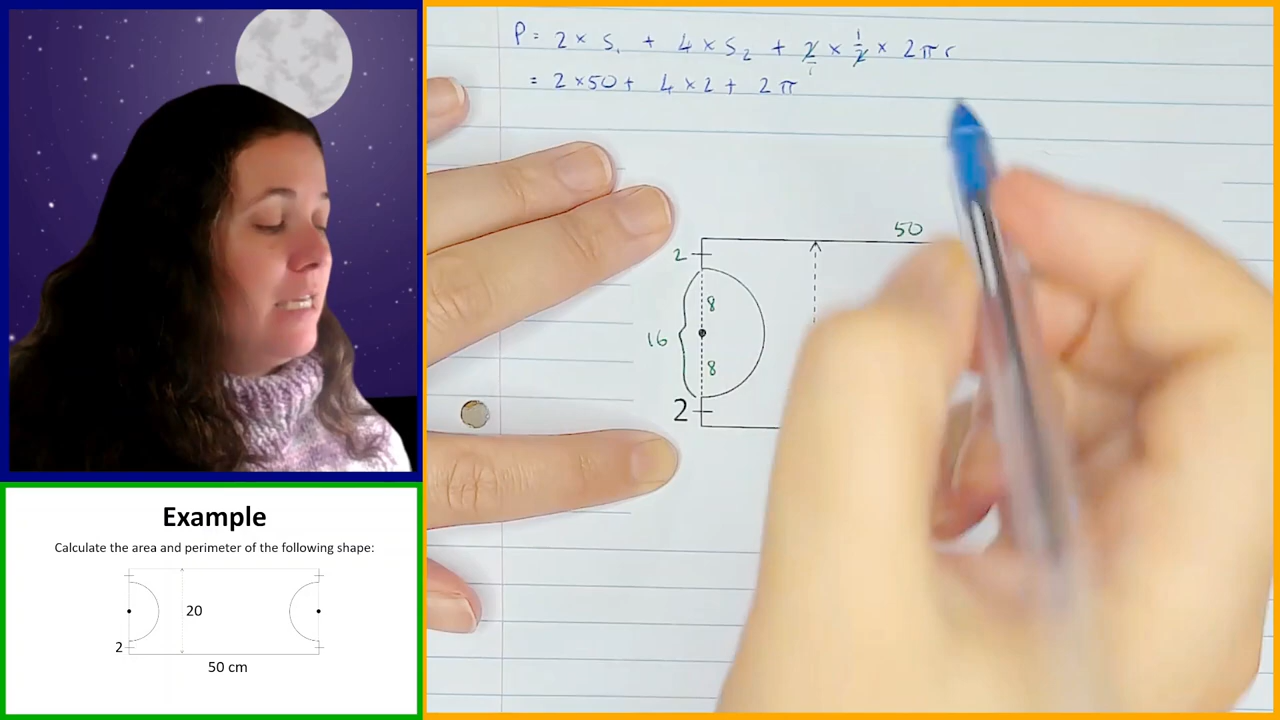 P = 2 × S₁ + 4 × S₂ + 2/1 × 1/2 × 2πr
= 2 × 50 + 4 × 2 + 2π
50
2
8
16
8
2
Example
Calculate the area and perimeter of the following shape:
20
2
50 cm